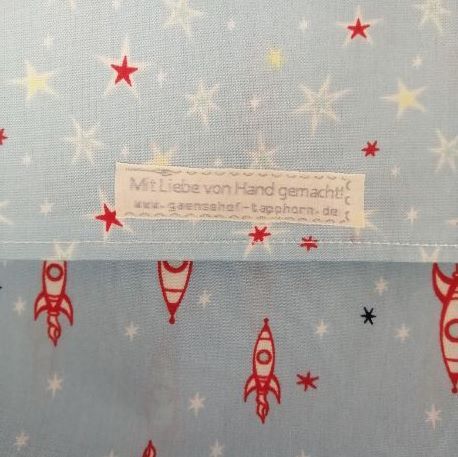 Mit Liebe von Hand gemacht!
www.gaensehof-tapphorn.de